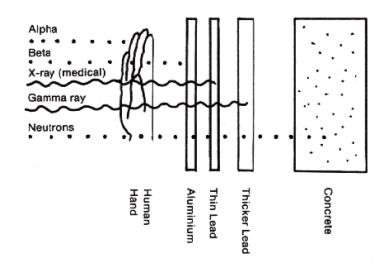 Alpha
Beta
X-ray (medical)
Gamma ray
Neutrons
Human
Hand
Aluminium
Thin Lead
Thicker Lead
Concrete